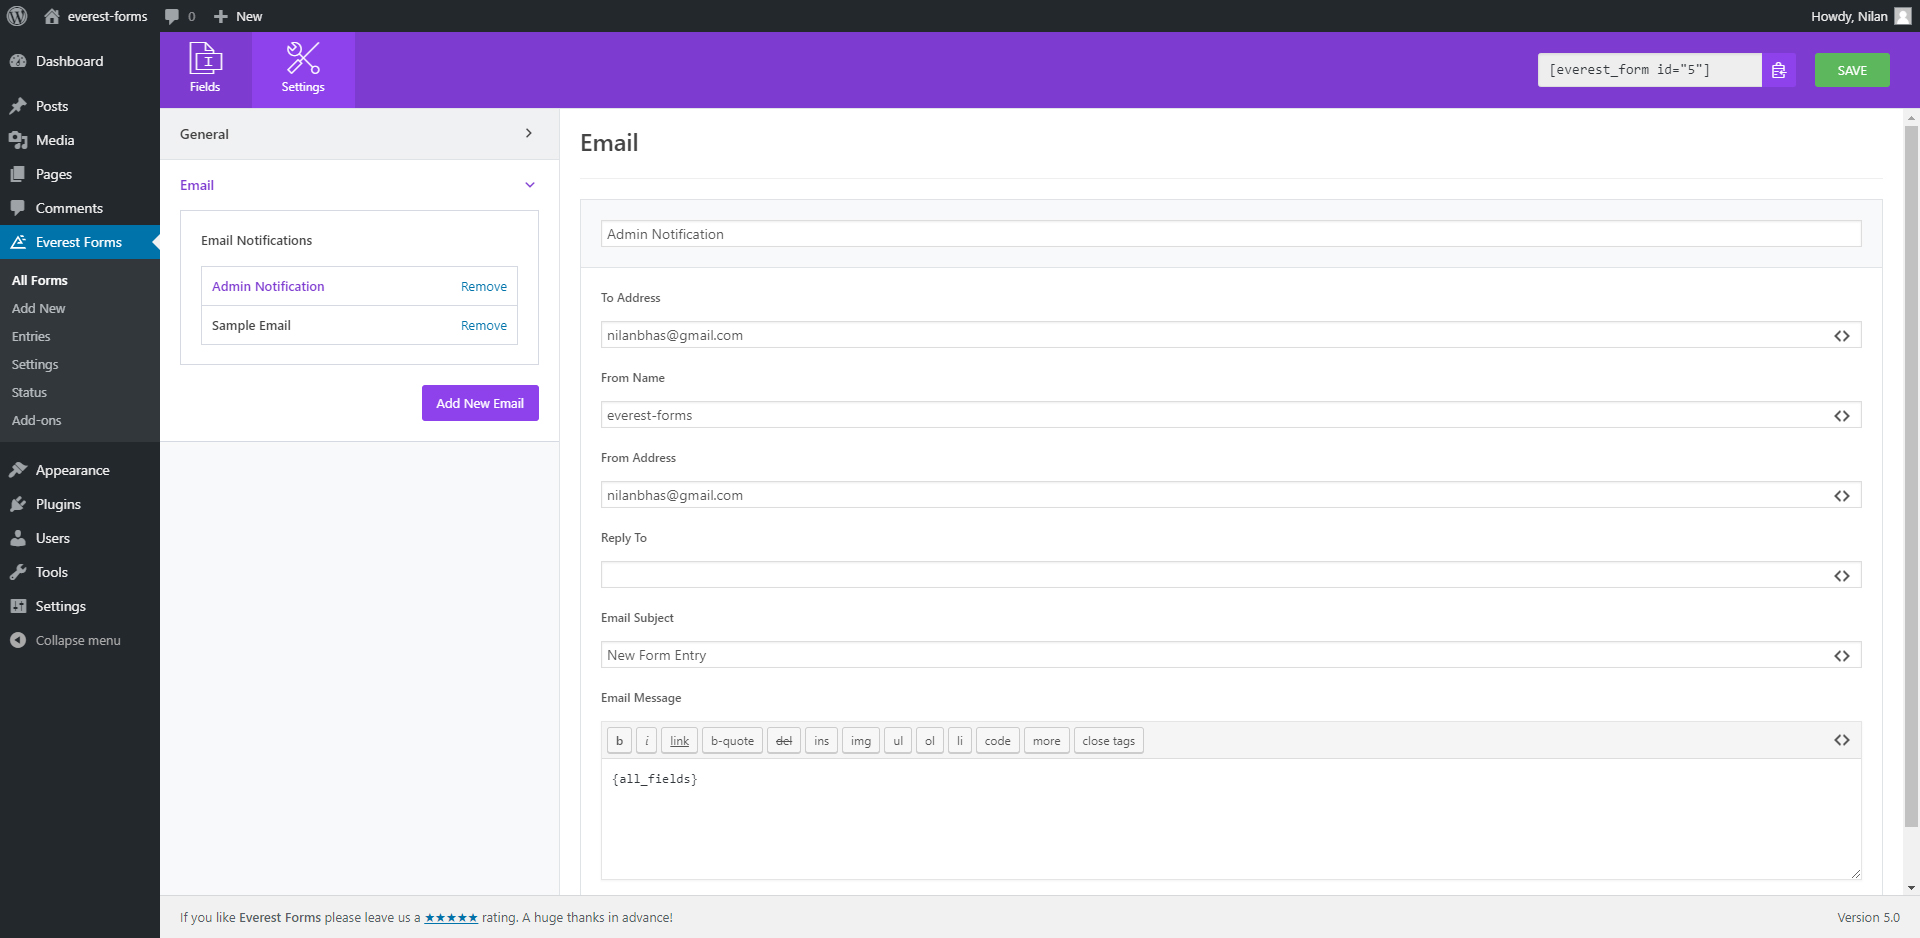 everest-forms 0 New Howdy, Nilan
Dashboard
Posts
Media
Pages
Comments
Everest Forms
All Forms
Add New
Entries
Settings
Status
Add-ons
Appearance
Plugins
Users
Tools
Settings
Collapse menu
Fields Settings
[everest_form id="5"] SAVE
General
Email
Email Notifications
Admin Notification Remove
Sample Email Remove
Add New Email
Email
Admin Notification
To Address
nilanbhas@gmail.com
From Name
everest-forms
From Address
nilanbhas@gmail.com
Reply To
Email Subject
New Form Entry
Email Message
b i link b-quote del ins img ul ol li code more close tags
{all_fields}
If you like Everest Forms please leave us a ★★★★★ rating. A huge thanks in advance! Version 5.0